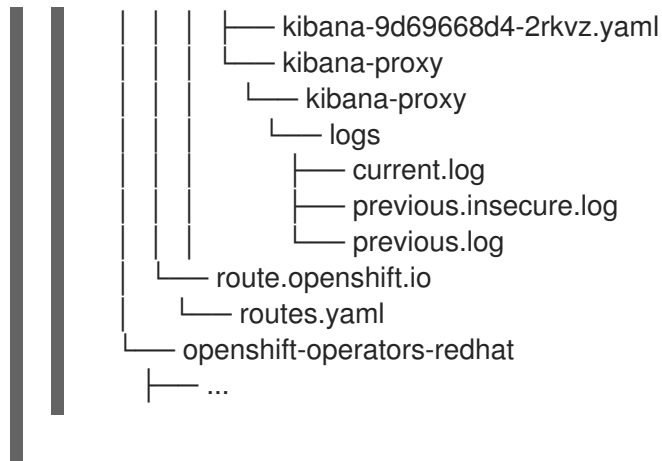 │ │ │ ├── kibana-9d69668d4-2rkvz.yaml
│ │ │ └── kibana-proxy
│ │ │ └── kibana-proxy
│ │ │ └── logs
│ │ │ ├── current.log
│ │ │ ├── previous.insecure.log
│ │ │ └── previous.log
│ └── route.openshift.io
│ └── routes.yaml
└── openshift-operators-redhat
├── ...